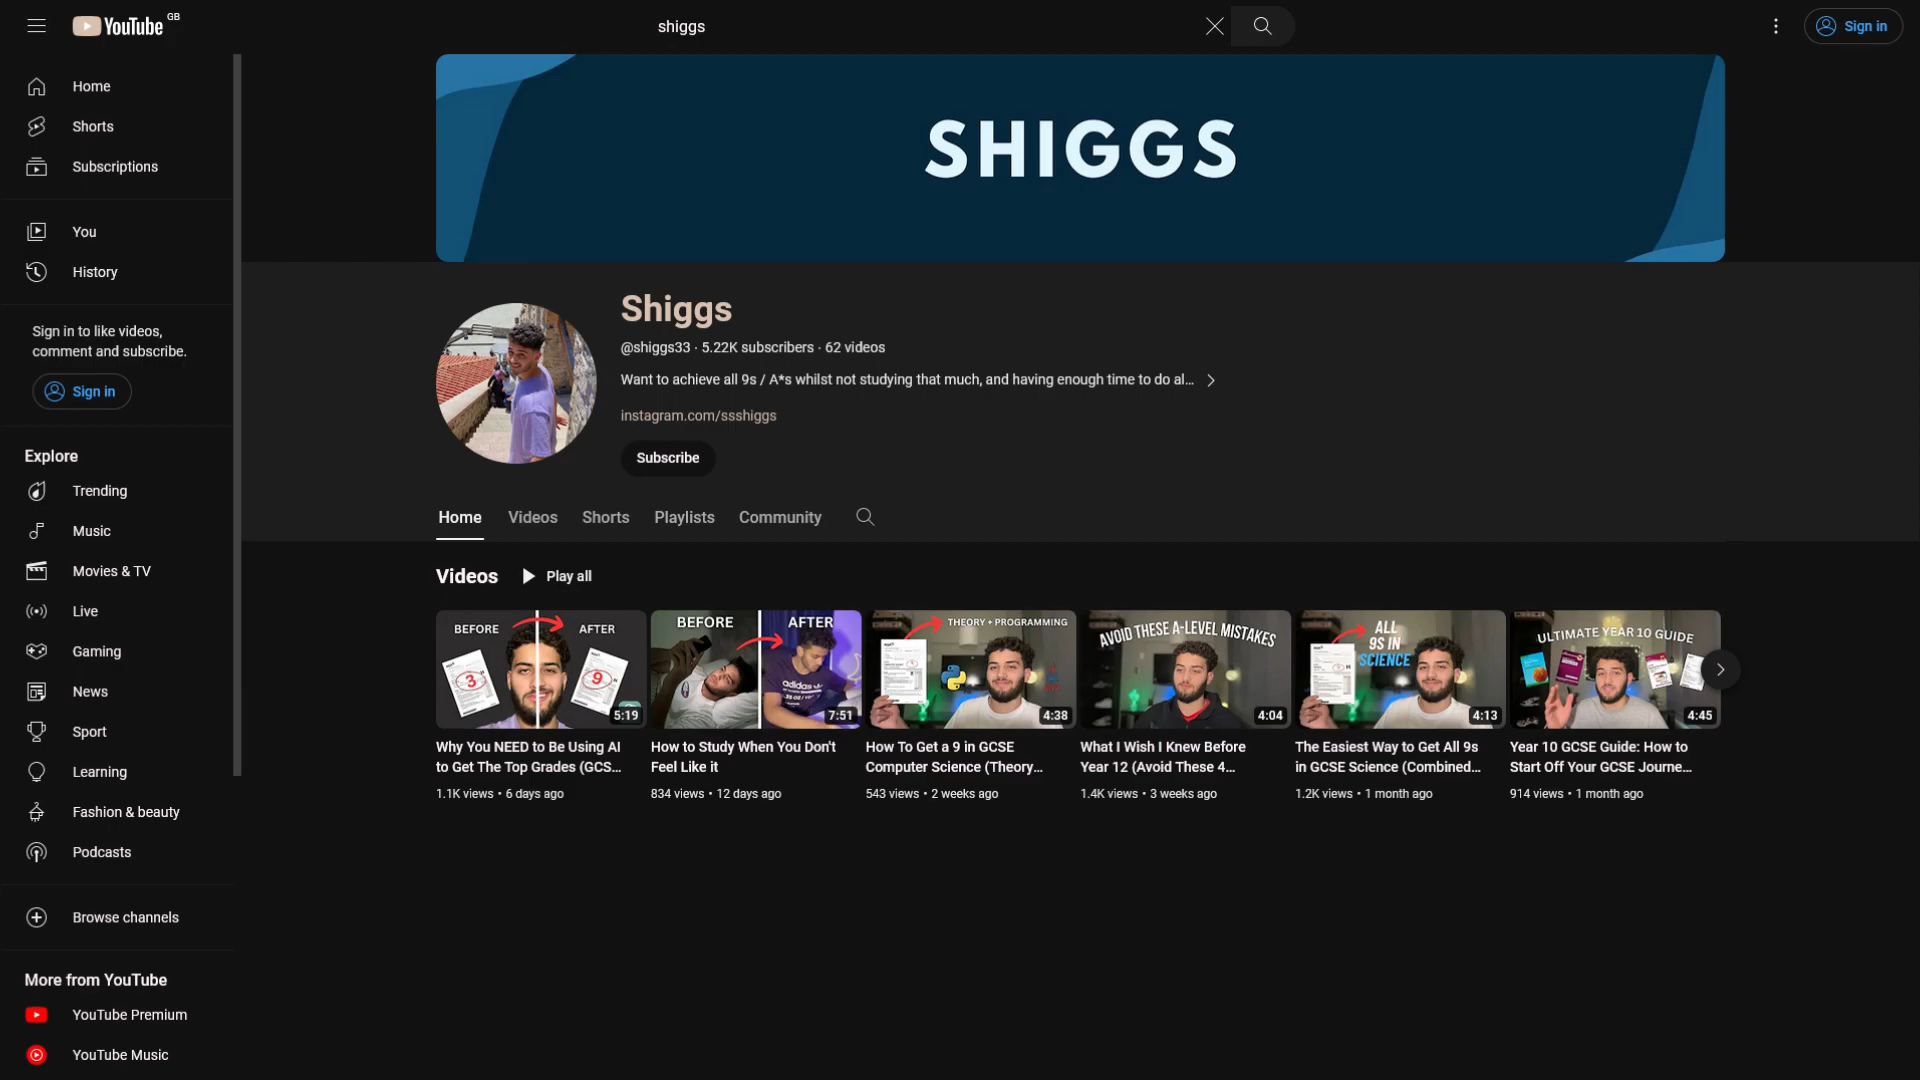 YouTube GB
shiggs
Sign in
Home
Shorts
Subscriptions
You
History
Sign in to like videos,
comment and subscribe.
Sign in
Explore
Trending
Music
Movies & TV
Live
Gaming
News
Sport
Learning
Fashion & beauty
Podcasts
Browse channels
More from YouTube
YouTube Premium
YouTube Music
SHIGGS
Shiggs
@shiggs33 · 5.22K subscribers · 62 videos
Want to achieve all 9s / A*s whilst not studying that much, and having enough time to do al...
instagram.com/ssshiggs
Subscribe
Home Videos Shorts Playlists Community
Videos Play all
BEFORE AFTER
3 9
5:19
Why You NEED to Be Using AI
to Get The Top Grades (GCS...
1.1K views • 6 days ago
BEFORE AFTER
adidas
7:51
How to Study When You Don't
Feel Like it
834 views • 12 days ago
THEORY + PROGRAMMING
4:38
How To Get a 9 in GCSE
Computer Science (Theory...
543 views • 2 weeks ago
AVOID THESE A-LEVEL MISTAKES
4:04
What I Wish I Knew Before
Year 12 (Avoid These 4...
1.4K views • 3 weeks ago
ALL
9S IN
SCIENCE
4:13
The Easiest Way to Get All 9s
in GCSE Science (Combined...
1.2K views • 1 month ago
ULTIMATE YEAR 10 GUIDE
4:45
Year 10 GCSE Guide: How to
Start Off Your GCSE Journe...
914 views • 1 month ago